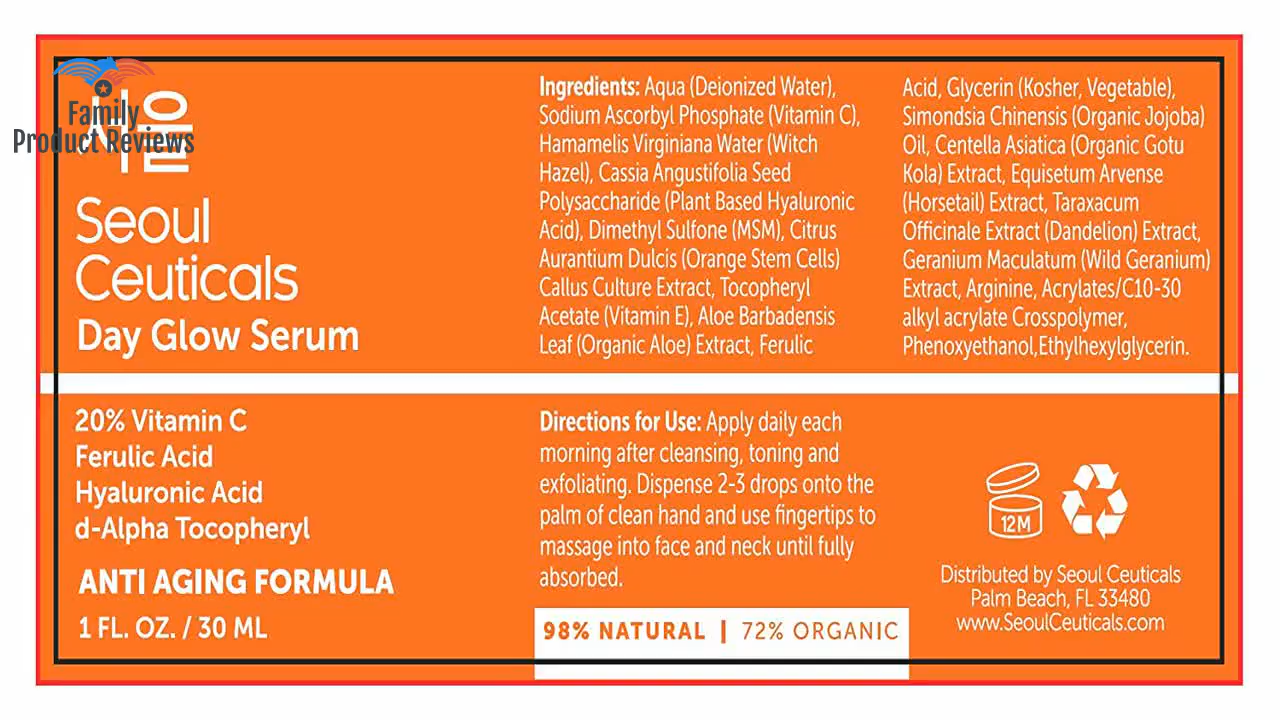 Family
Product Reviews
Seoul
Ceuticals
Day Glow Serum
20% Vitamin C
Ferulic Acid
Hyaluronic Acid
d-Alpha Tocopheryl
ANTI AGING FORMULA
1 FL. OZ. / 30 ML
Ingredients: Aqua (Deionized Water),
Sodium Ascorbyl Phosphate (Vitamin C),
Hamamelis Virginiana Water (Witch
Hazel), Cassia Angustifolia Seed
Polysaccharide (Plant Based Hyaluronic
Acid), Dimethyl Sulfone (MSM), Citrus
Aurantium Dulcis (Orange Stem Cells)
Callus Culture Extract, Tocopheryl
Acetate (Vitamin E), Aloe Barbadensis
Leaf (Organic Aloe) Extract, Ferulic
Acid, Glycerin (Kosher, Vegetable),
Simondsia Chinensis (Organic Jojoba)
Oil, Centella Asiatica (Organic Gotu
Kola) Extract, Equisetum Arvense
(Horsetail) Extract, Taraxacum
Officinale Extract (Dandelion) Extract,
Geranium Maculatum (Wild Geranium)
Extract, Arginine, Acrylates/C10-30
alkyl acrylate Crosspolymer,
Phenoxyethanol,Ethylhexylglycerin.
Directions for Use: Apply daily each
morning after cleansing, toning and
exfoliating. Dispense 2-3 drops onto the
palm of clean hand and use fingertips to
massage into face and neck until fully
absorbed.
98% NATURAL | 72% ORGANIC
12M
Distributed by Seoul Ceuticals
Palm Beach, FL 33480
www.SeoulCeuticals.com